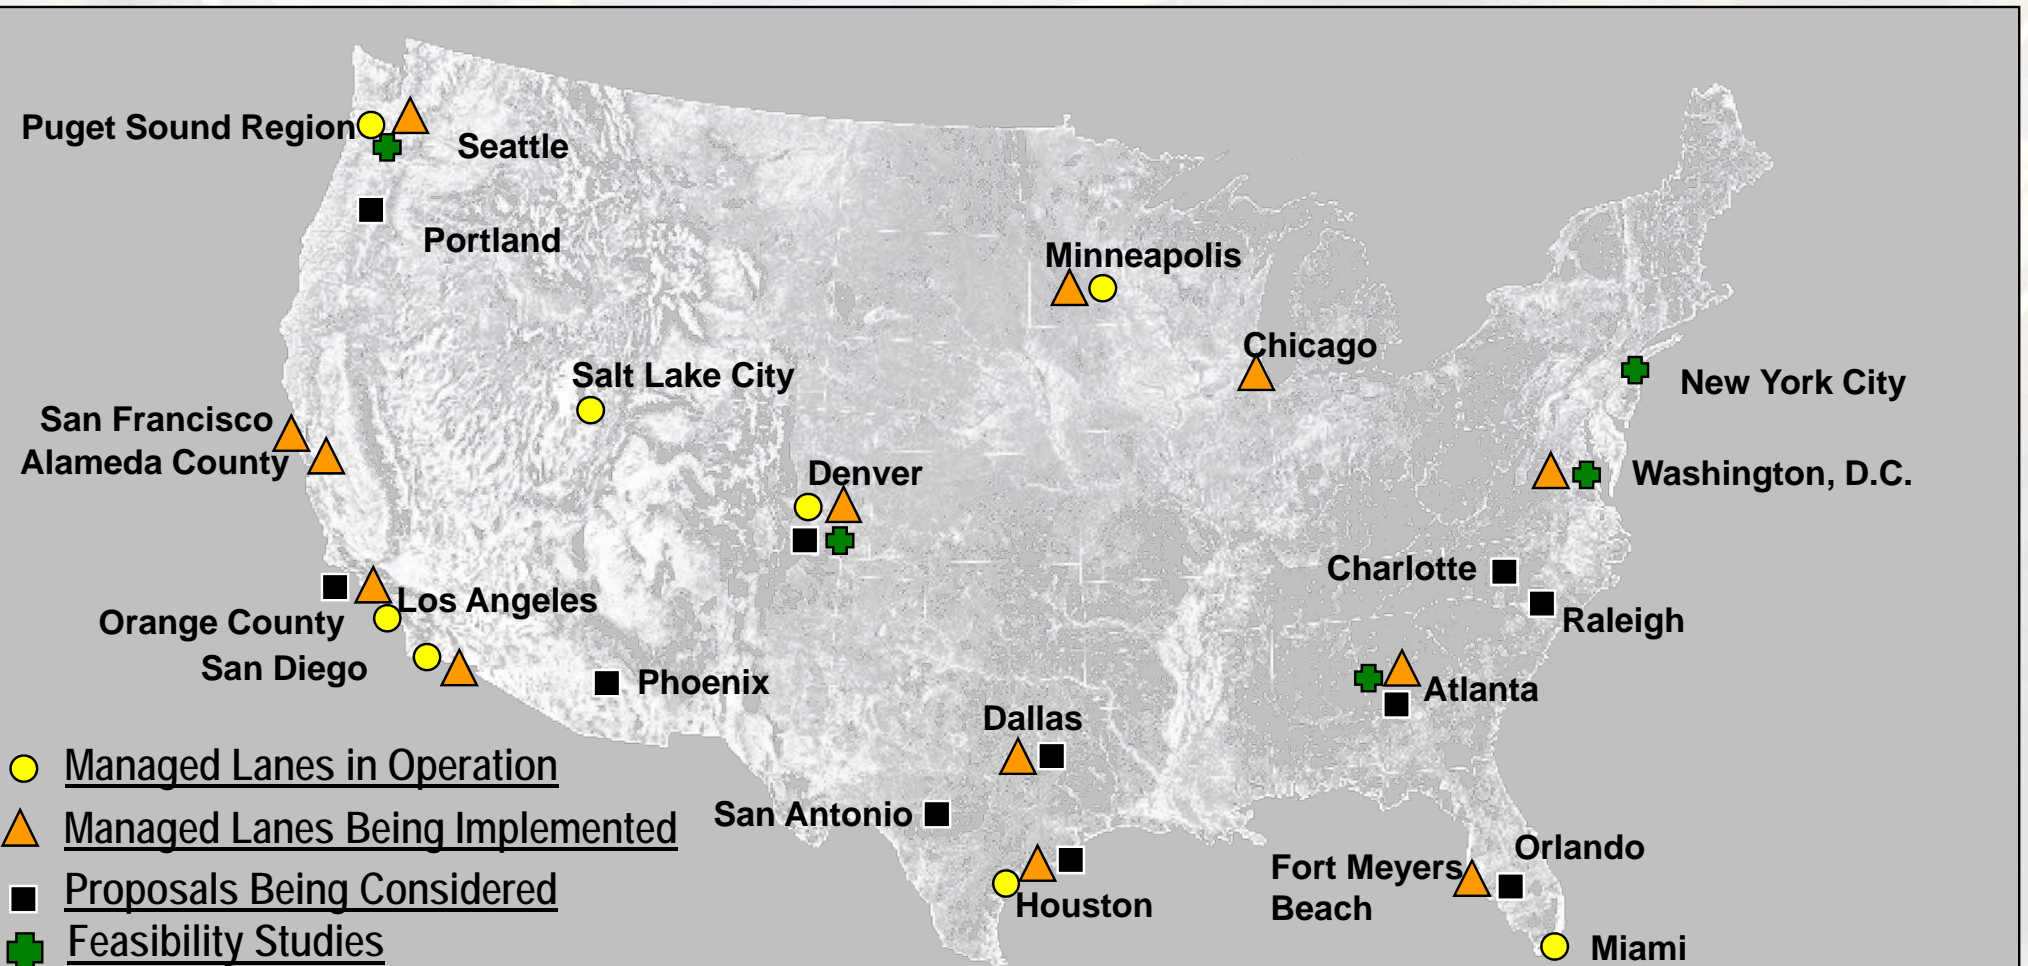 Puget Sound Region
Seattle
Portland
Minneapolis
Chicago
Salt Lake City
New York City
San Francisco
Alameda County
Denver
Washington, D.C.
Charlotte
Los Angeles
Orange County
Raleigh
San Diego
Phoenix
Atlanta
Dallas
Managed Lanes in Operation
San Antonio
Managed Lanes Being Implemented
Orlando
Fort Meyers
Beach
Proposals Being Considered
Houston
Feasibility Studies
Miami